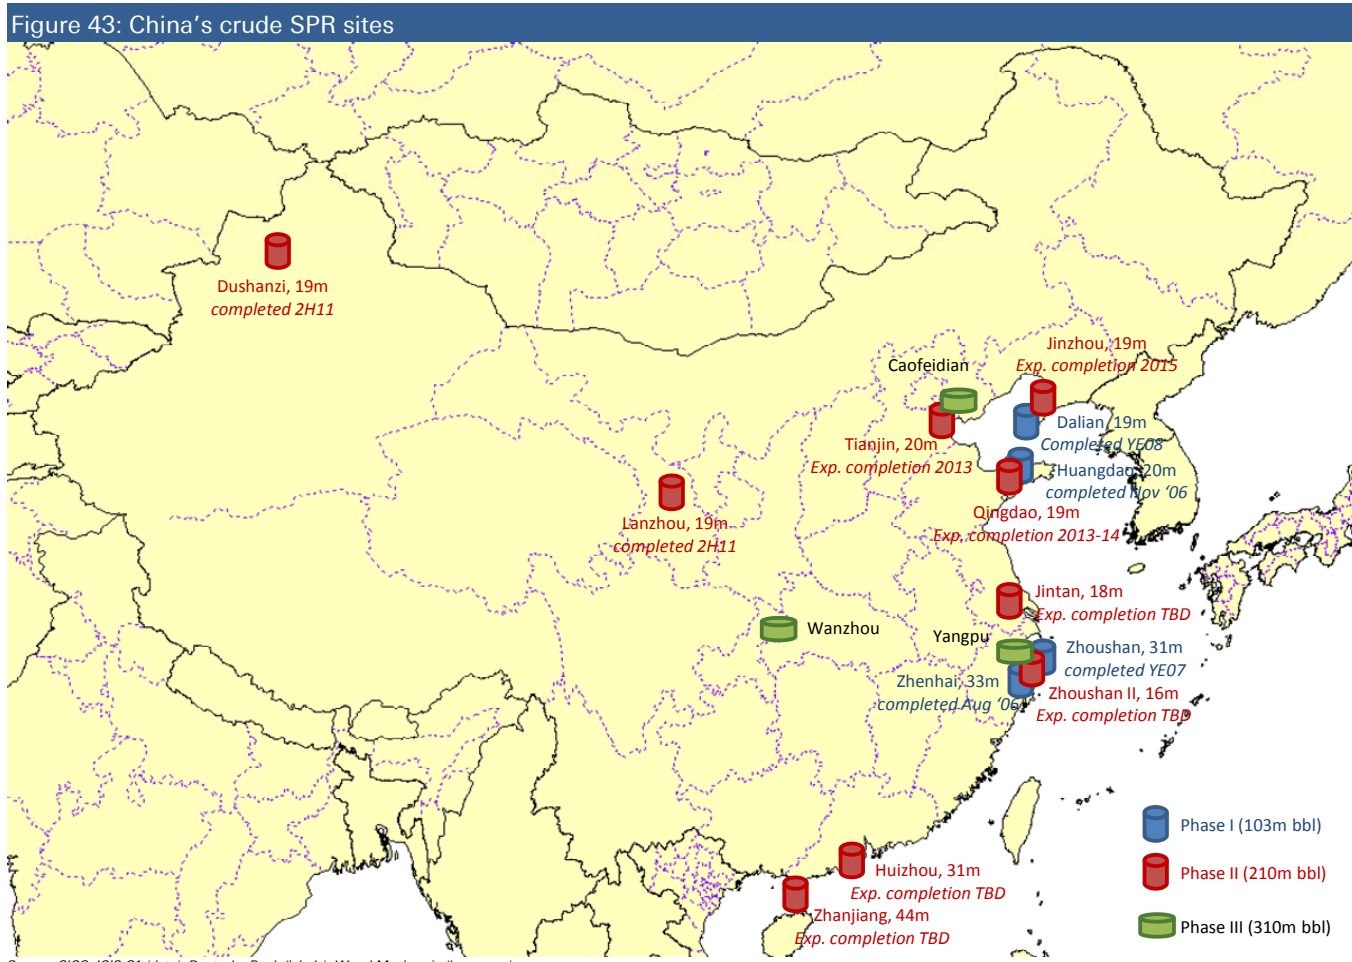 Figure 43: China's crude SPR sites
Dushanzi, 19m
completed 2H11
Jinzhou, 19m
Exp. completion 2015
Caofeidian
Dalian, 19m
Completed YE08
Tianjin, 20m
Exp. completion 2013
Huangdao, 20m
completed Nov ‘06
Lanzhou, 19m
completed 2H11
Qingdao, 19m
Exp. completion 2013-14
Jintan, 18m
Exp. completion TBD
Wanzhou
Yangpu
Zhoushan, 31m
completed YE07
Zhenhai, 33m
completed Aug ‘06
Zhoushan II, 16m
Exp. completion TBD
Phase I (103m bbl)
Huizhou, 31m
Exp. completion TBD
Phase II (210m bbl)
Zhanjiang, 44m
Exp. completion TBD
Phase III (310m bbl)